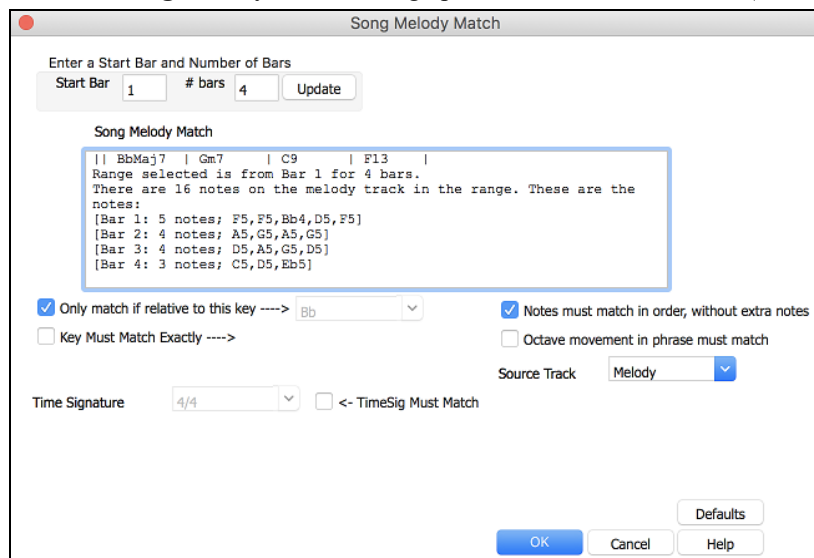 Song Melody Match
Enter a Start Bar and Number of Bars
Start Bar 1 # bars 4 Update
Song Melody Match
|| BbMaj7 | Gm7 | C9 | F13 |
Range selected is from Bar 1 for 4 bars.
There are 16 notes on the melody track in the range. These are the
notes:
[Bar 1: 5 notes; F5,F5,Bb4,D5,F5]
[Bar 2: 4 notes; A5,G5,A5,G5]
[Bar 3: 4 notes; D5,A5,G5,D5]
[Bar 4: 3 notes; C5,D5,Eb5]
Only match if relative to this key ----> Bb
Notes must match in order, without extra notes
Key Must Match Exactly ---->
Octave movement in phrase must match
Source Track Melody
Time Signature 4/4 <- TimeSig Must Match
Defaults
OK Cancel Help